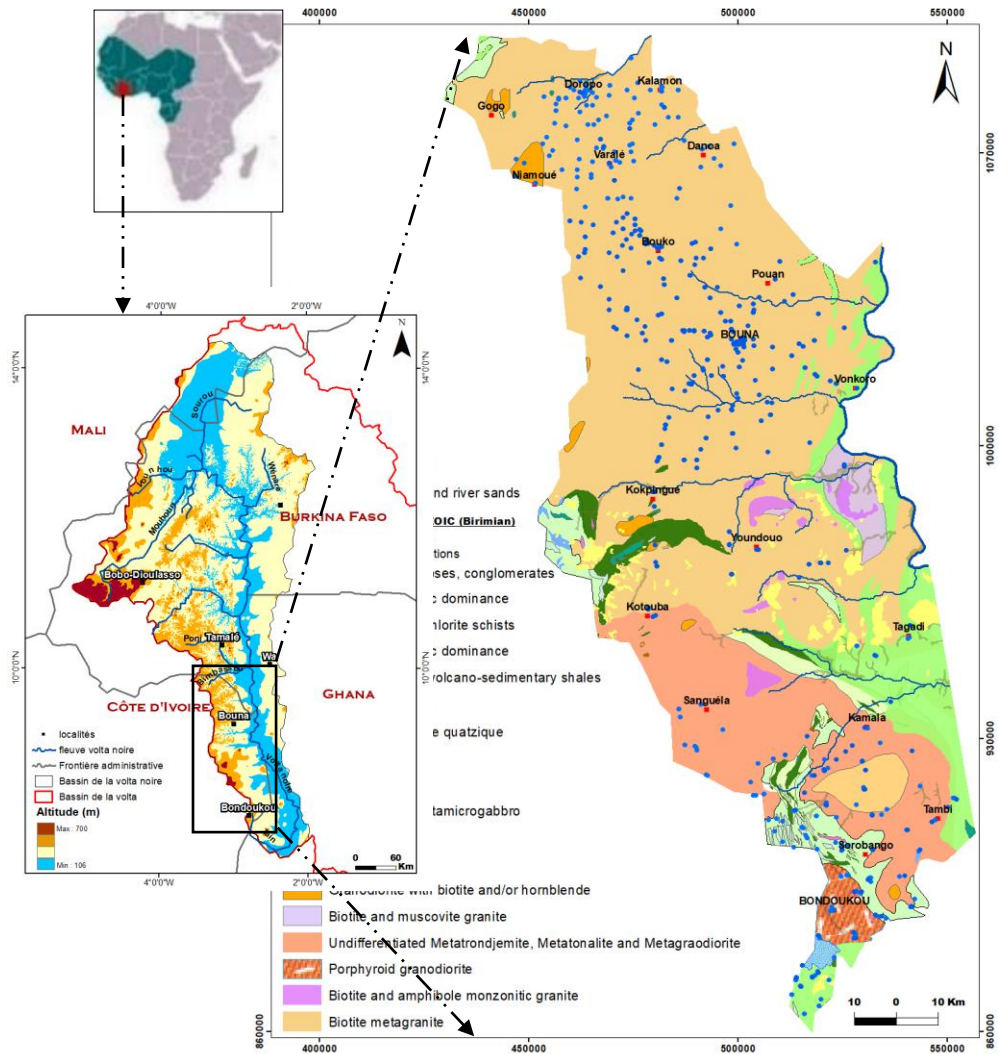 400000
450000
500000
550000
N
1070000
1000000
930000
860000
Doropo
Kalamon
Gogo
Danoa
Varalé
Niamoué
Bouko
Pouan
BOUNA
Vonkoro
Kokpingué
Youndouo
Kotouba
Tagadi
Sanguéla
Kamala
Tambi
Sorobango
BONDOUKOU
10 0 10 Km
860000
400000
450000
500000
550000
4°0'0"W
2°0'0"W
N
14°0'0"N
14°0'0"N
10°0'0"N
10°0'0"N
MALI
Sourou
Mouhoun
BURKINA FASO
Bobo-Dioulasso
Poni
Tamalé
Wa
CÔTE D'IVOIRE
GHANA
Bouna
Volta noire
Bondoukou
localités
fleuve volta noire
Frontière administrative
Bassin de la volta noire
Bassin de la volta
Altitude (m)
Max : 700
Min : 106
0 60
Km
4°0'0"W
2°0'0"W
nd river sands
OIC (Birimian)
tions
ses, conglomerates
c dominance
hlorite schists
c dominance
volcano-sedimentary shales
e quatzique
tamicrogabbro
Granodiorite with biotite and/or hornblende
Biotite and muscovite granite
Undifferentiated Metatrondjemite, Metatonalite and Metagraodiorite
Porphyroid granodiorite
Biotite and amphibole monzonitic granite
Biotite metagranite